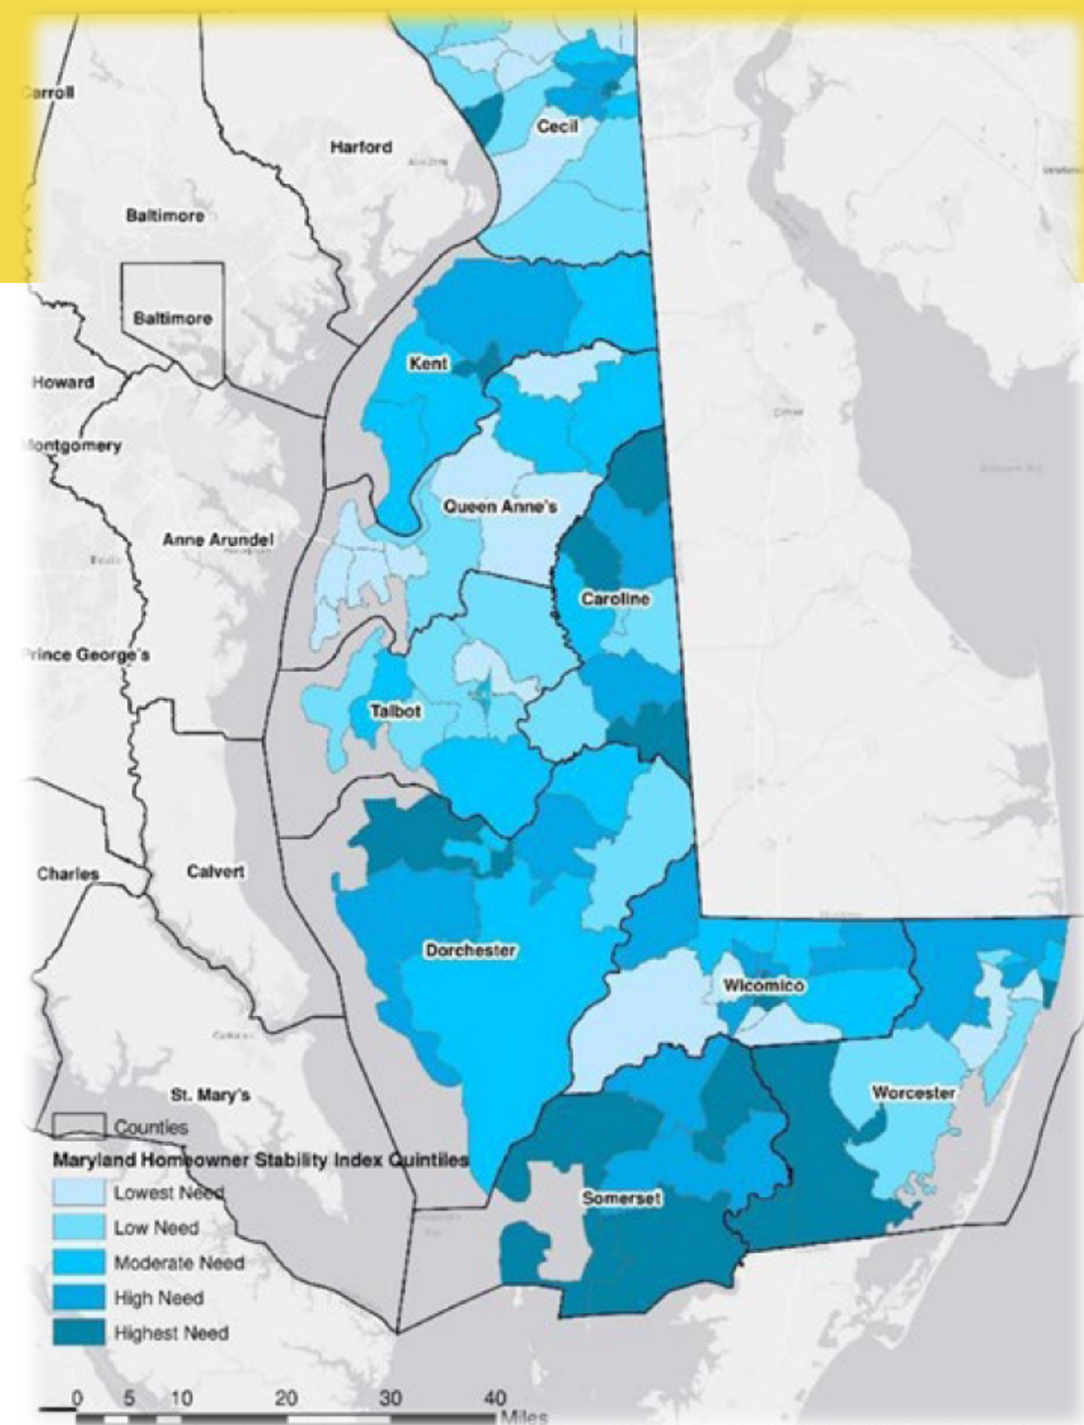 Carroll
Harford
Cecil
Baltimore
Baltimore
Kent
Howard
Montgomery
Queen Anne's
Anne Arundel
Caroline
Prince George's
Talbot
Charles
Calvert
Dorchester
Wicomico
St. Mary's
Worcester
Somerset
Counties
Maryland Homeowner Stability Index Quintiles
Lowest Need
Low Need
Moderate Need
High Need
Highest Need
0 5 10 20 30 40
Miles